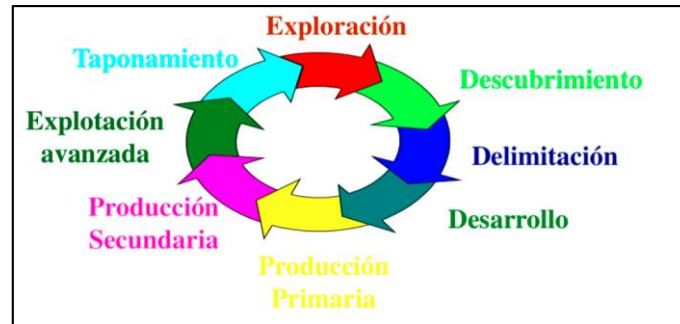 Exploración
Descubrimiento
Delimitación
Desarrollo
Producción
Primaria
Producción
Secundaria
Explotación
avanzada
Taponamiento